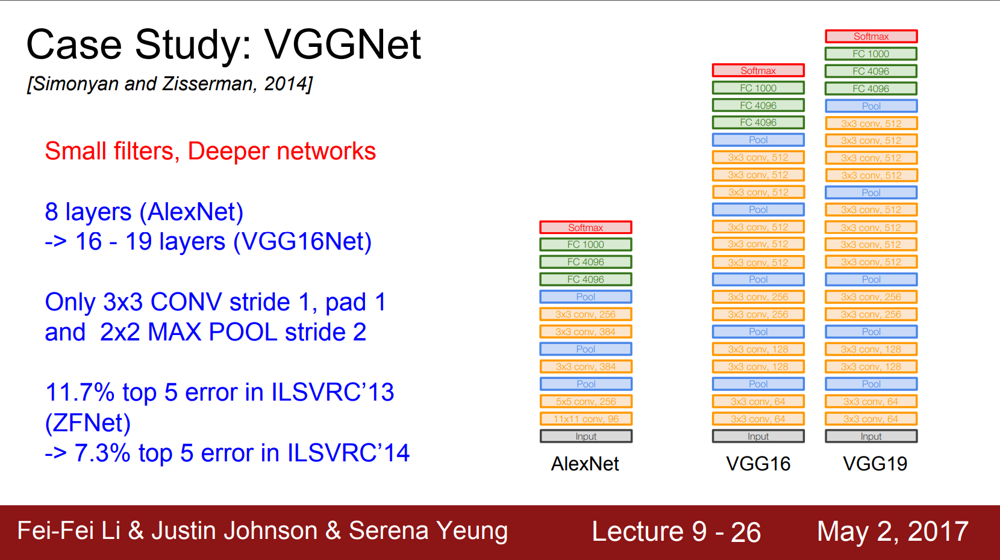 Case Study: VGGNet
[Simonyan and Zisserman, 2014]
Small filters, Deeper networks
8 layers (AlexNet)
-> 16 - 19 layers (VGG16Net)
Only 3x3 CONV stride 1, pad 1
and 2x2 MAX POOL stride 2
11.7% top 5 error in ILSVRC’13
(ZFNet)
-> 7.3% top 5 error in ILSVRC’14
Softmax
FC 1000
FC 4096
FC 4096
Pool
3x3 conv, 256
3x3 conv, 384
Pool
3x3 conv, 384
Pool
5x5 conv, 256
11x11 conv, 96
Input
AlexNet
Softmax
FC 1000
FC 4096
FC 4096
Pool
3x3 conv, 512
3x3 conv, 512
3x3 conv, 512
Pool
3x3 conv, 512
3x3 conv, 512
3x3 conv, 512
Pool
3x3 conv, 256
3x3 conv, 256
Pool
3x3 conv, 128
3x3 conv, 128
Pool
3x3 conv, 64
3x3 conv, 64
Input
VGG16
Softmax
FC 1000
FC 4096
FC 4096
Pool
3x3 conv, 512
3x3 conv, 512
3x3 conv, 512
3x3 conv, 512
Pool
3x3 conv, 512
3x3 conv, 512
3x3 conv, 512
3x3 conv, 512
Pool
3x3 conv, 256
3x3 conv, 256
Pool
3x3 conv, 128
3x3 conv, 128
Pool
3x3 conv, 64
3x3 conv, 64
Input
VGG19
Fei-Fei Li & Justin Johnson & Serena Yeung
Lecture 9 - 26
May 2, 2017